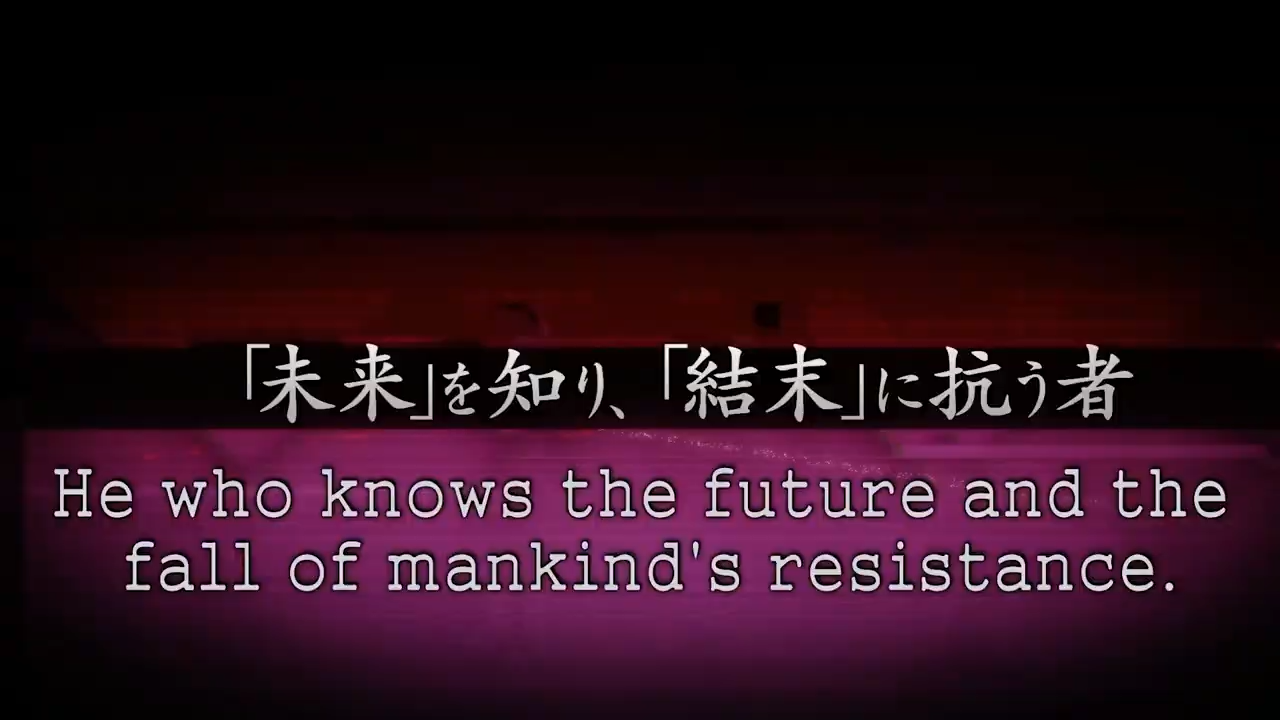 「未来」を知り、「結末」に抗う者
He who knows the future and the
fall of mankind's resistance.